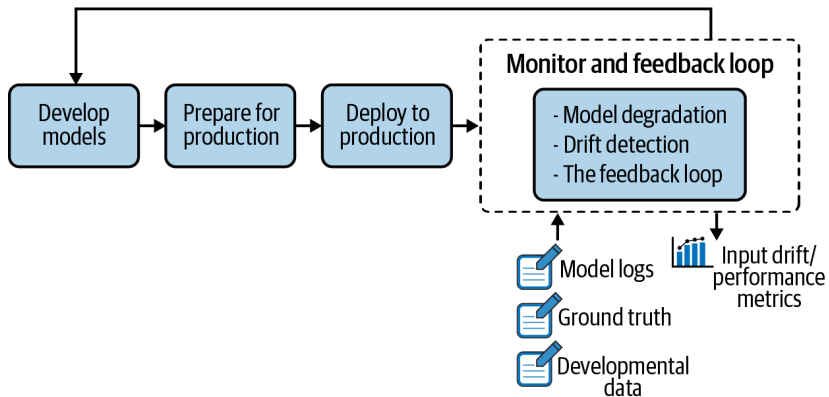 Monitor and feedback loop
Develop
models
Prepare for
production
Deploy to
production
- Model degradation
- Drift detection
- The feedback loop
Model logs
Ground truth
Developmental
data
Input drift/
performance
metrics